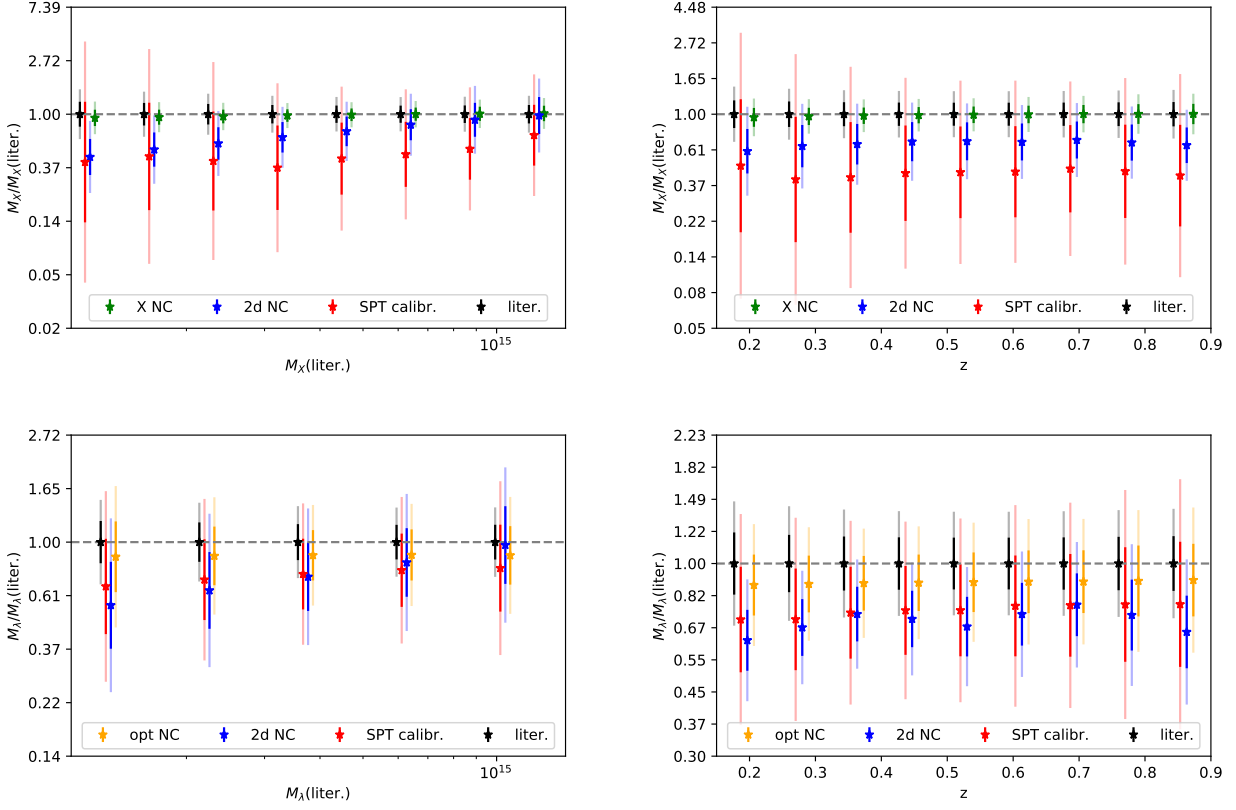 7.39
2.72
1.00
0.37
0.14
0.05
0.02
M_X/M_X(liter.)
X NC 2d NC SPT calibr. liter.
10^15
M_X(liter.)
4.48
2.72
1.65
1.00
0.61
0.37
0.22
0.14
0.08
0.05
M_X/M_X(liter.)
X NC 2d NC SPT calibr. liter.
0.2 0.3 0.4 0.5 0.6 0.7 0.8 0.9
z
2.72
1.65
1.00
0.61
0.37
0.22
0.14
M_λ/M_λ(liter.)
opt NC 2d NC SPT calibr. liter.
10^15
M_λ(liter.)
2.23
1.82
1.49
1.22
1.00
0.82
0.67
0.55
0.45
0.37
0.30
M_λ/M_λ(liter.)
opt NC 2d NC SPT calibr. liter.
0.2 0.3 0.4 0.5 0.6 0.7 0.8 0.9
z